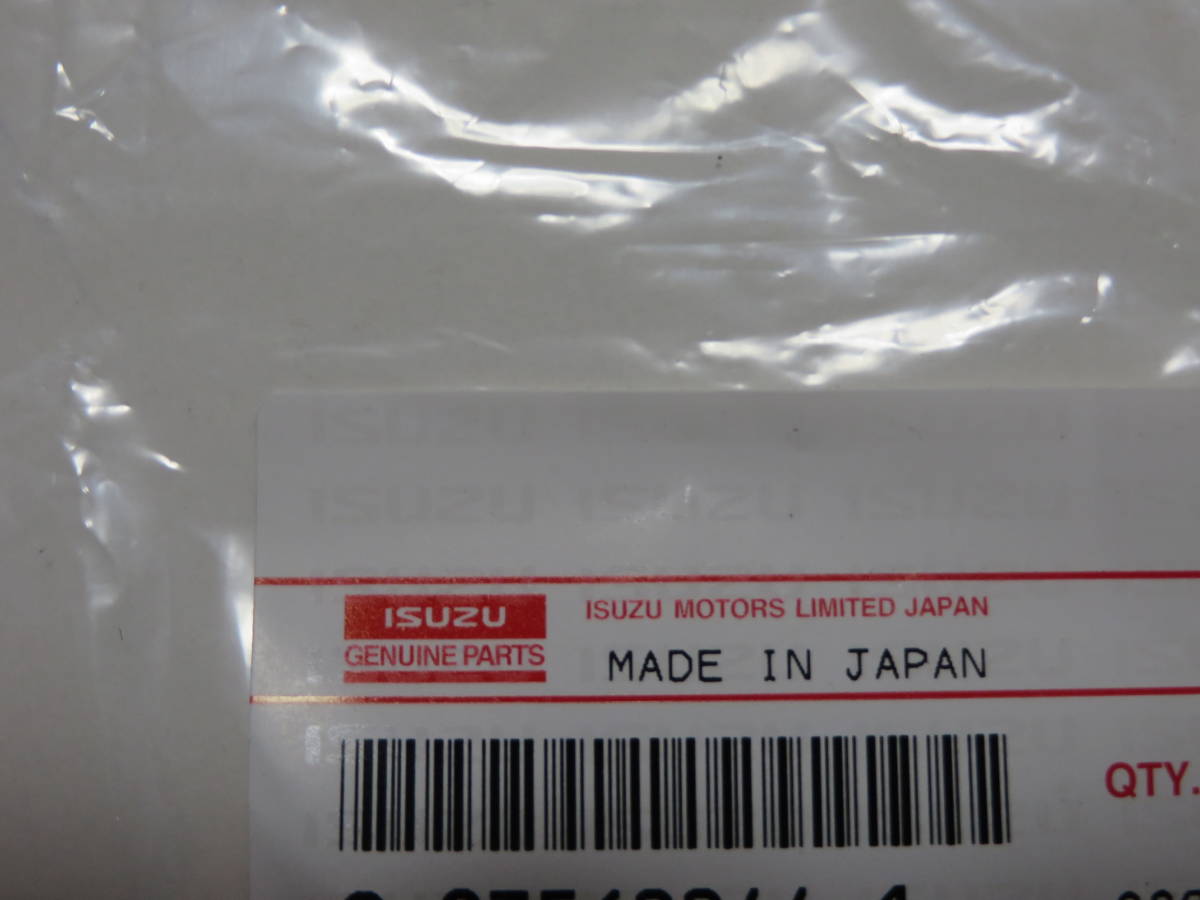 ISUZU
GENUINE PARTS
ISUZU MOTORS LIMITED JAPAN
MADE IN JAPAN
QTY.